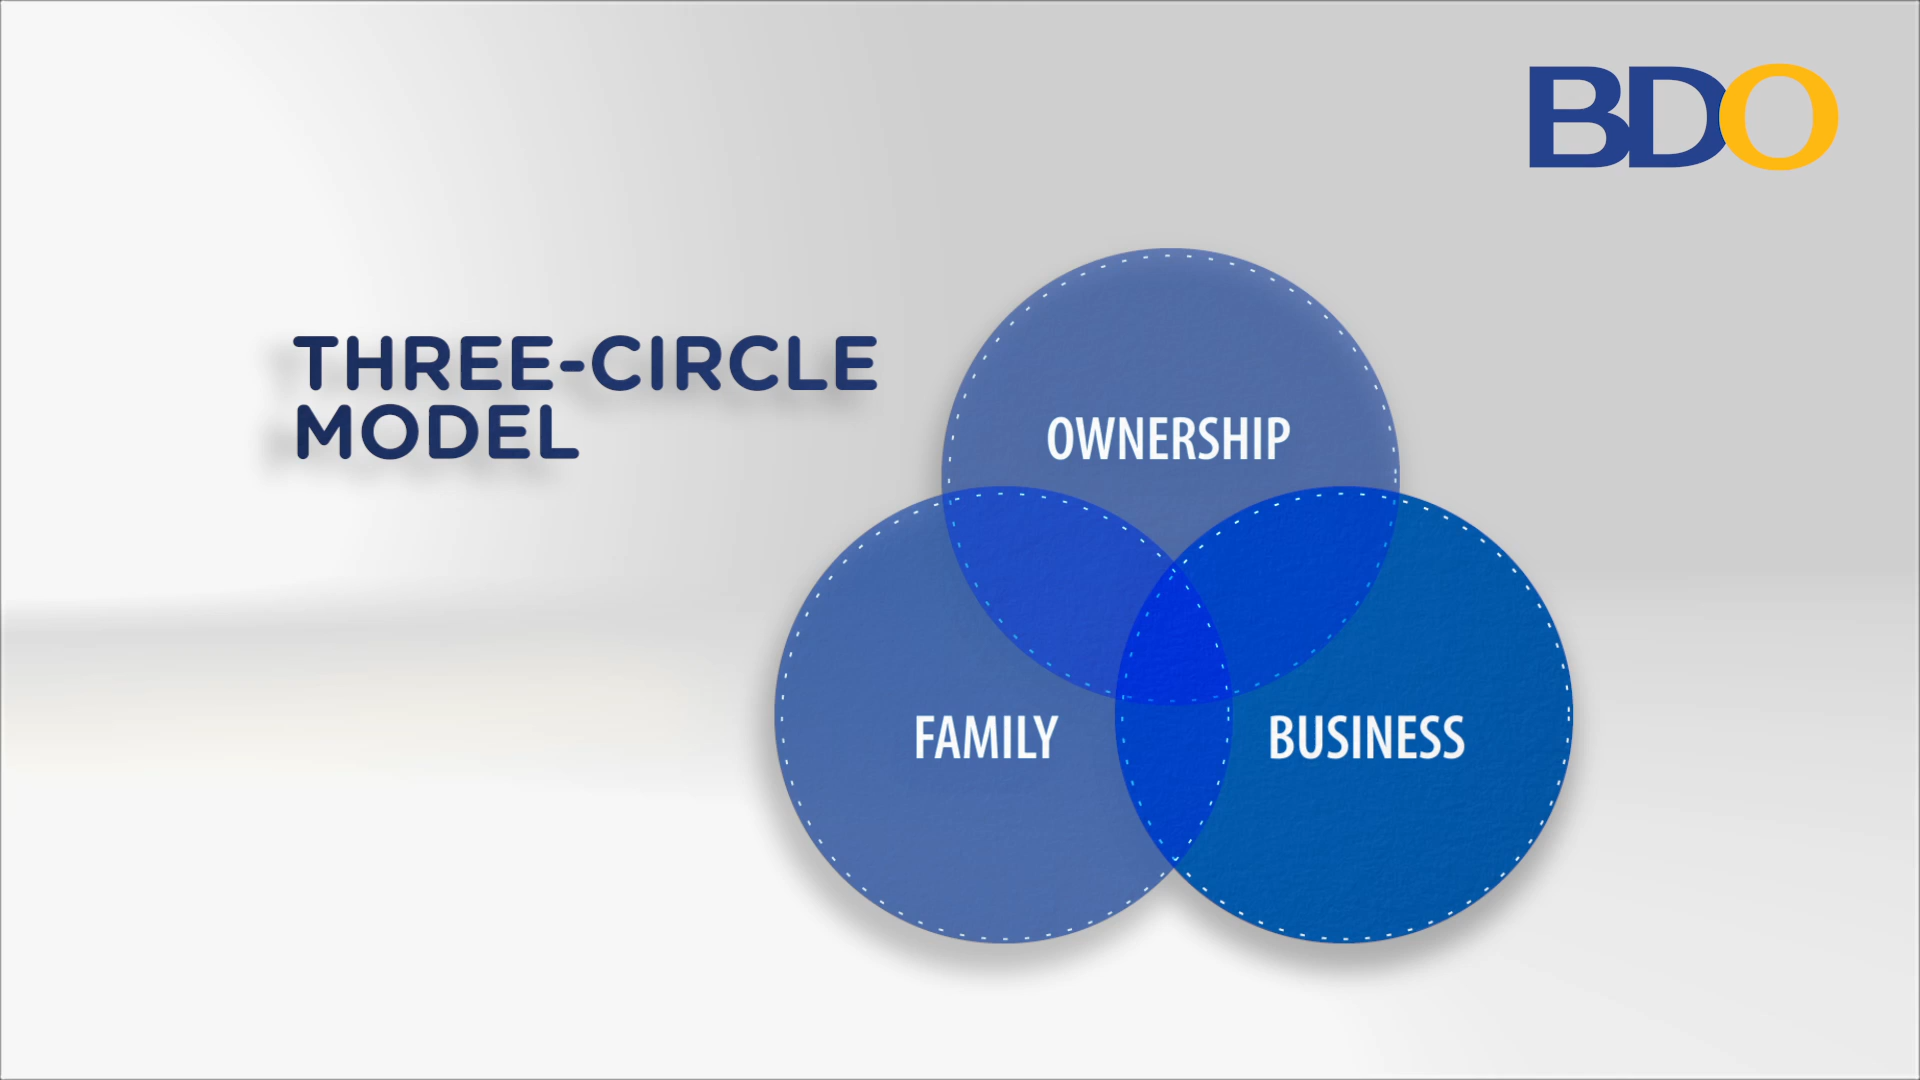 BDO
THREE-CIRCLE
MODEL
OWNERSHIP
FAMILY
BUSINESS